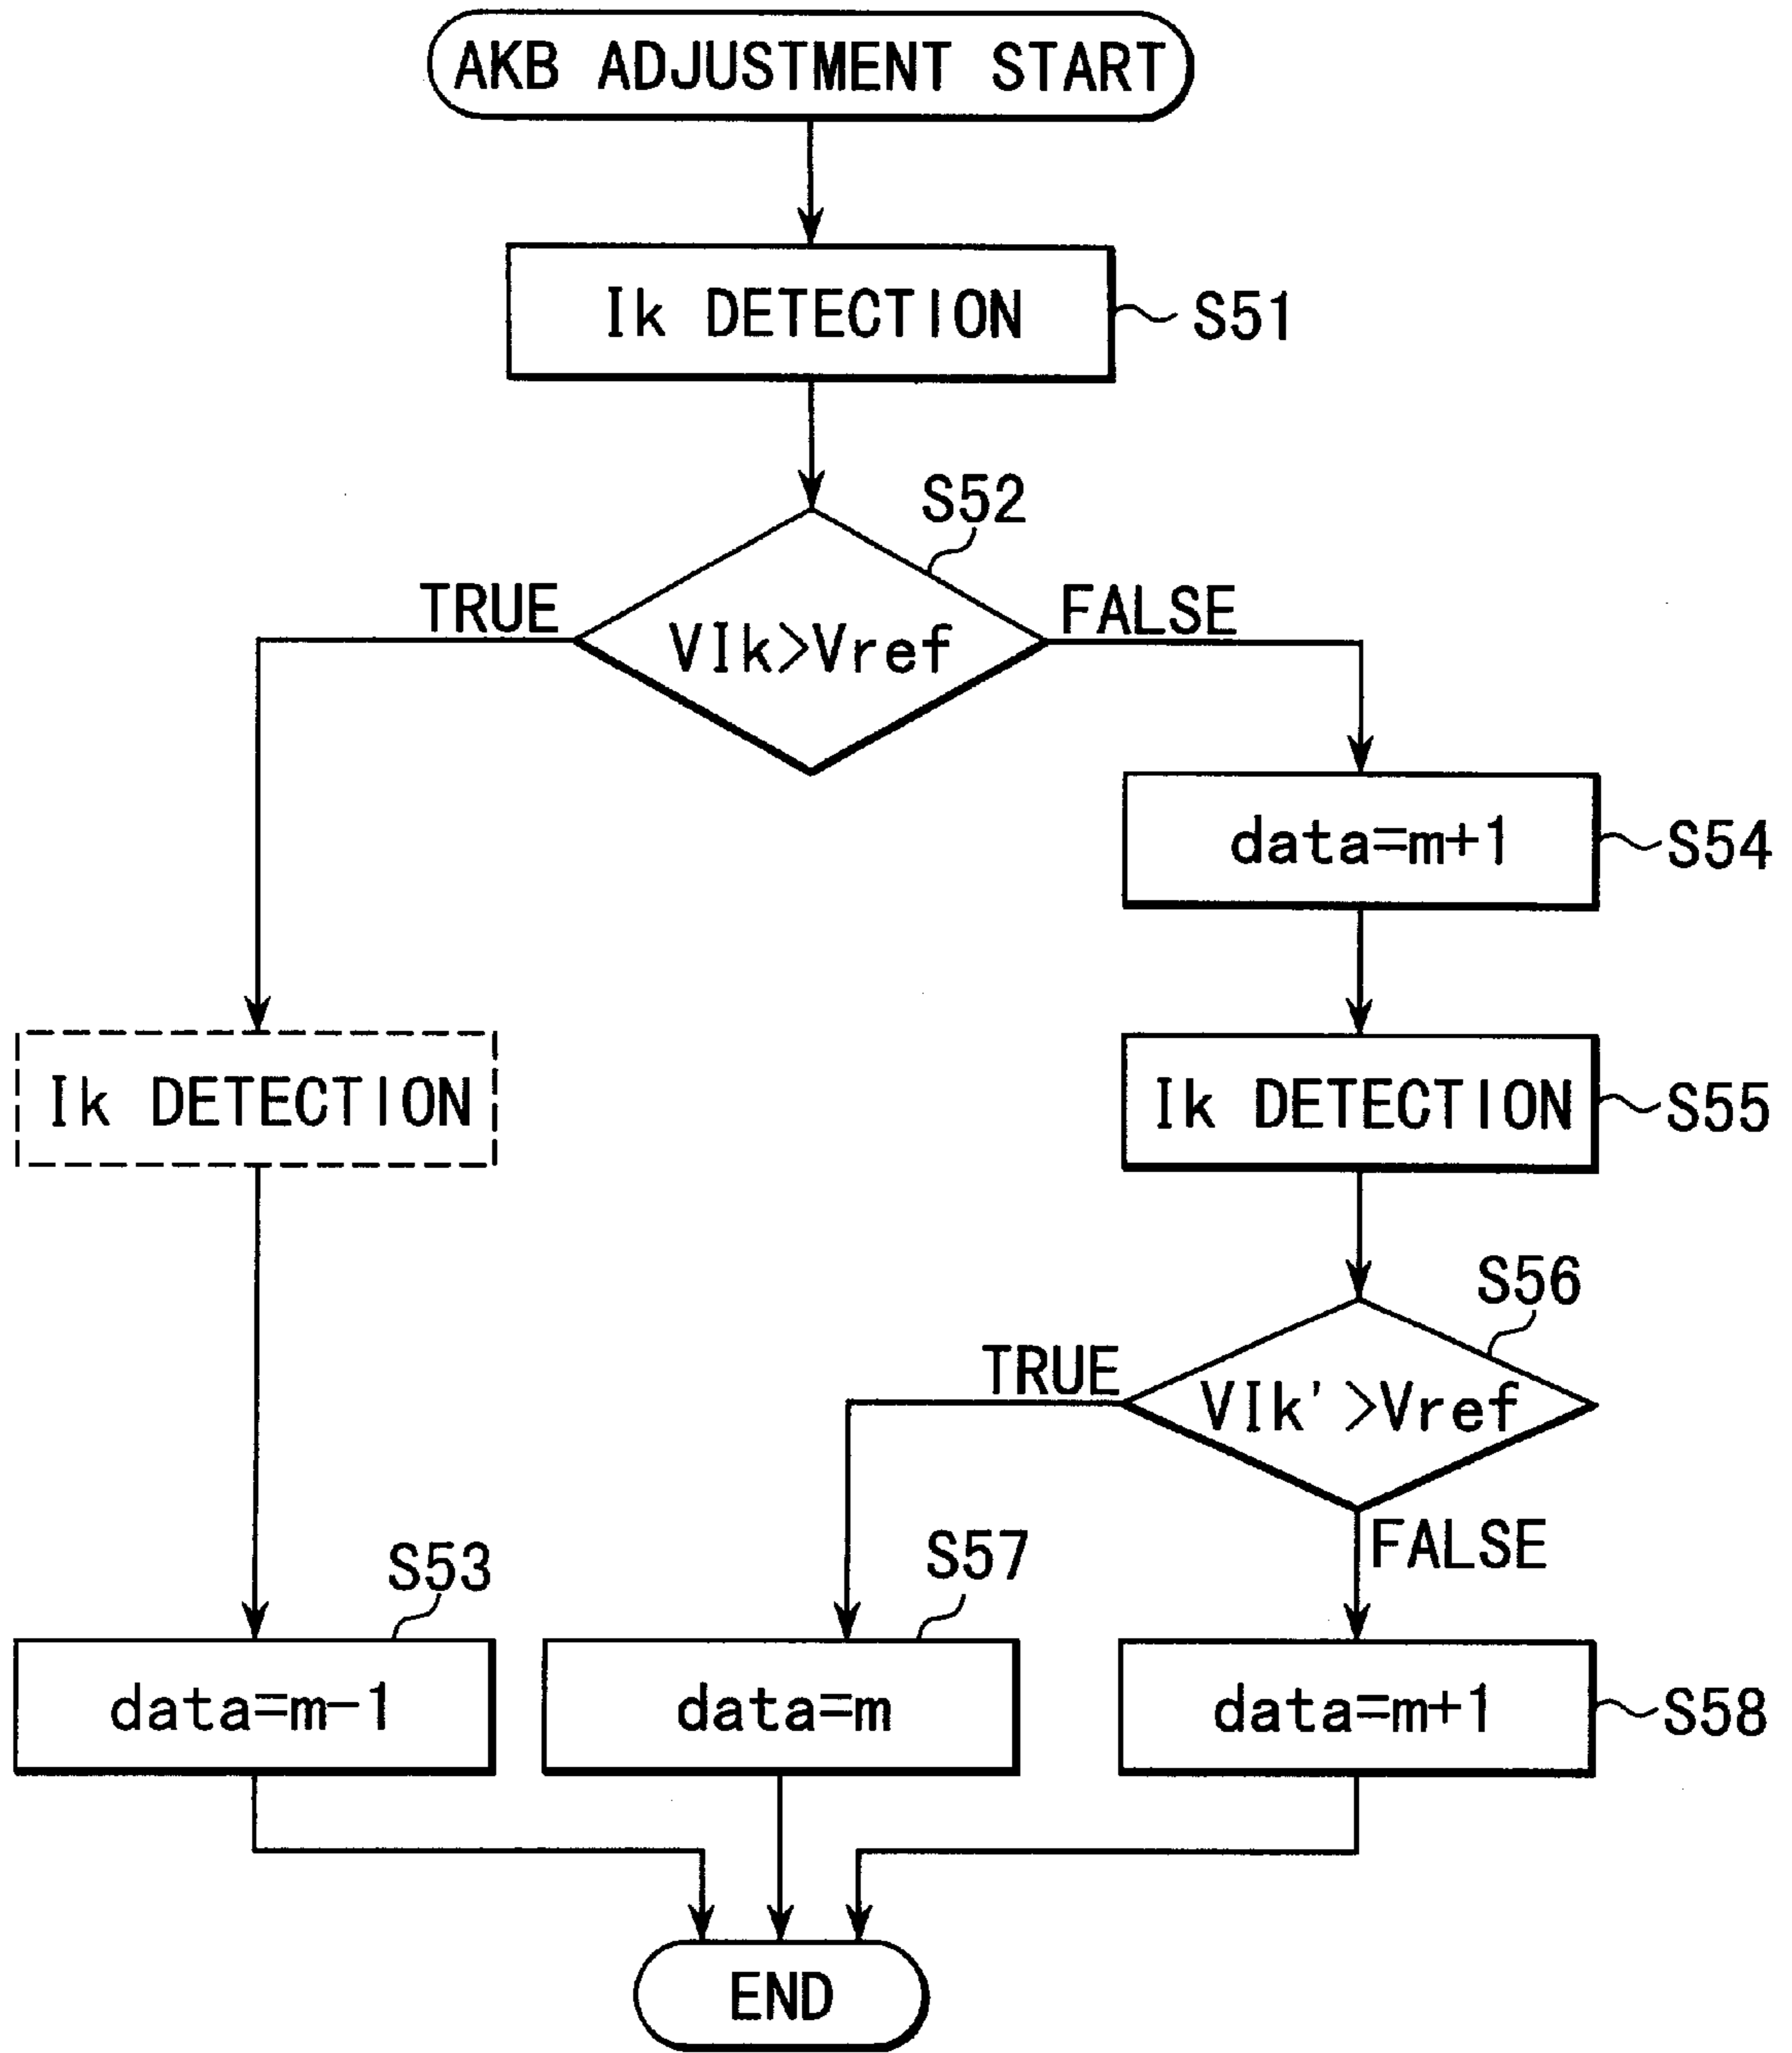 AKB ADJUSTMENT START
Ik DETECTION
S51
S52
TRUE
FALSE
VIk>Vref
data=m+1
S54
Ik DETECTION
Ik DETECTION
S55
S56
TRUE
VIk'>Vref
FALSE
S53
S57
data=m-1
data=m
data=m+1
S58
END